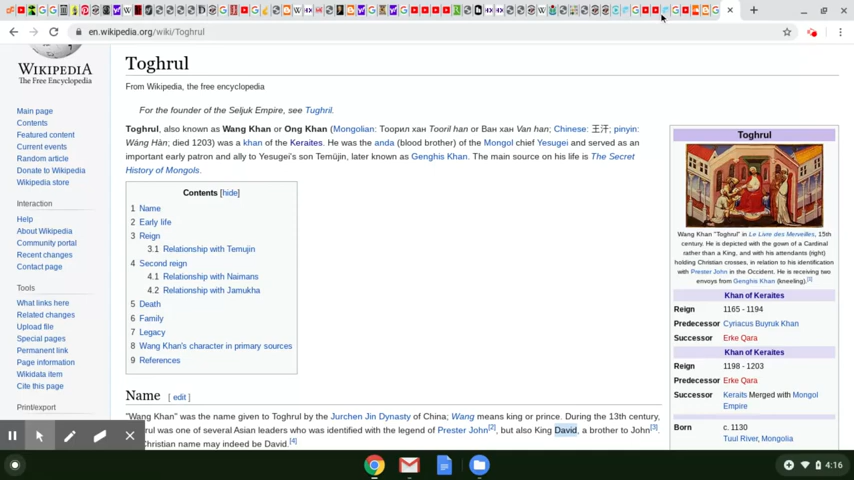 en.wikipedia.org/wiki/Toghrul
WIKIPEDIA
The Free Encyclopedia
Main page
Contents
Featured content
Current events
Random article
Donate to Wikipedia
Wikipedia store
Interaction
Help
About Wikipedia
Community portal
Recent changes
Contact page
Tools
What links here
Related changes
Upload file
Special pages
Permanent link
Page information
Wikidata item
Cite this page
Print/export
Toghrul
From Wikipedia, the free encyclopedia
For the founder of the Seljuk Empire, see Tughril.
Toghrul, also known as Wang Khan or Ong Khan (Mongolian: Тоорил хан Tooril han or Ван хан Van han; Chinese: 王汗; pinyin:
Wáng Hàn; died 1203) was a khan of the Keraites. He was the anda (blood brother) of the Mongol chief Yesugei and served as an
important early patron and ally to Yesugei's son Temüjin, later known as Genghis Khan. The main source on his life is The Secret
History of Mongols.
Contents [hide]
1 Name
2 Early life
3 Reign
3.1 Relationship with Temujin
4 Second reign
4.1 Relationship with Naimans
4.2 Relationship with Jamukha
5 Death
6 Family
7 Legacy
8 Wang Khan's character in primary sources
9 References
Name [ edit ]
"Wang Khan" was the name given to Toghrul by the Jurchen Jin Dynasty of China; Wang means king or prince. During the 13th century,
rul was one of several Asian leaders who was identified with the legend of Prester John[2], but also King David, a brother to John[3].
Christian name may indeed be David.[4]
Toghrul
Wang Khan "Toghrul" in Le Livre des Merveilles, 15th
century. He is depicted with the gown of a Cardinal
rather than a King, and with his attendants (right)
holding Christian crosses, in relation to his identification
with Prester John in the Occident. He is receiving two
envoys from Genghis Khan (kneeling).[1]
Khan of Keraites
Reign 1165 - 1194
Predecessor Cyriacus Buyruk Khan
Successor Erke Qara
Khan of Keraites
Reign 1198 - 1203
Predecessor Erke Qara
Successor Keraits Merged with Mongol
Empire
Born c. 1130
Tuul River, Mongolia
4:16